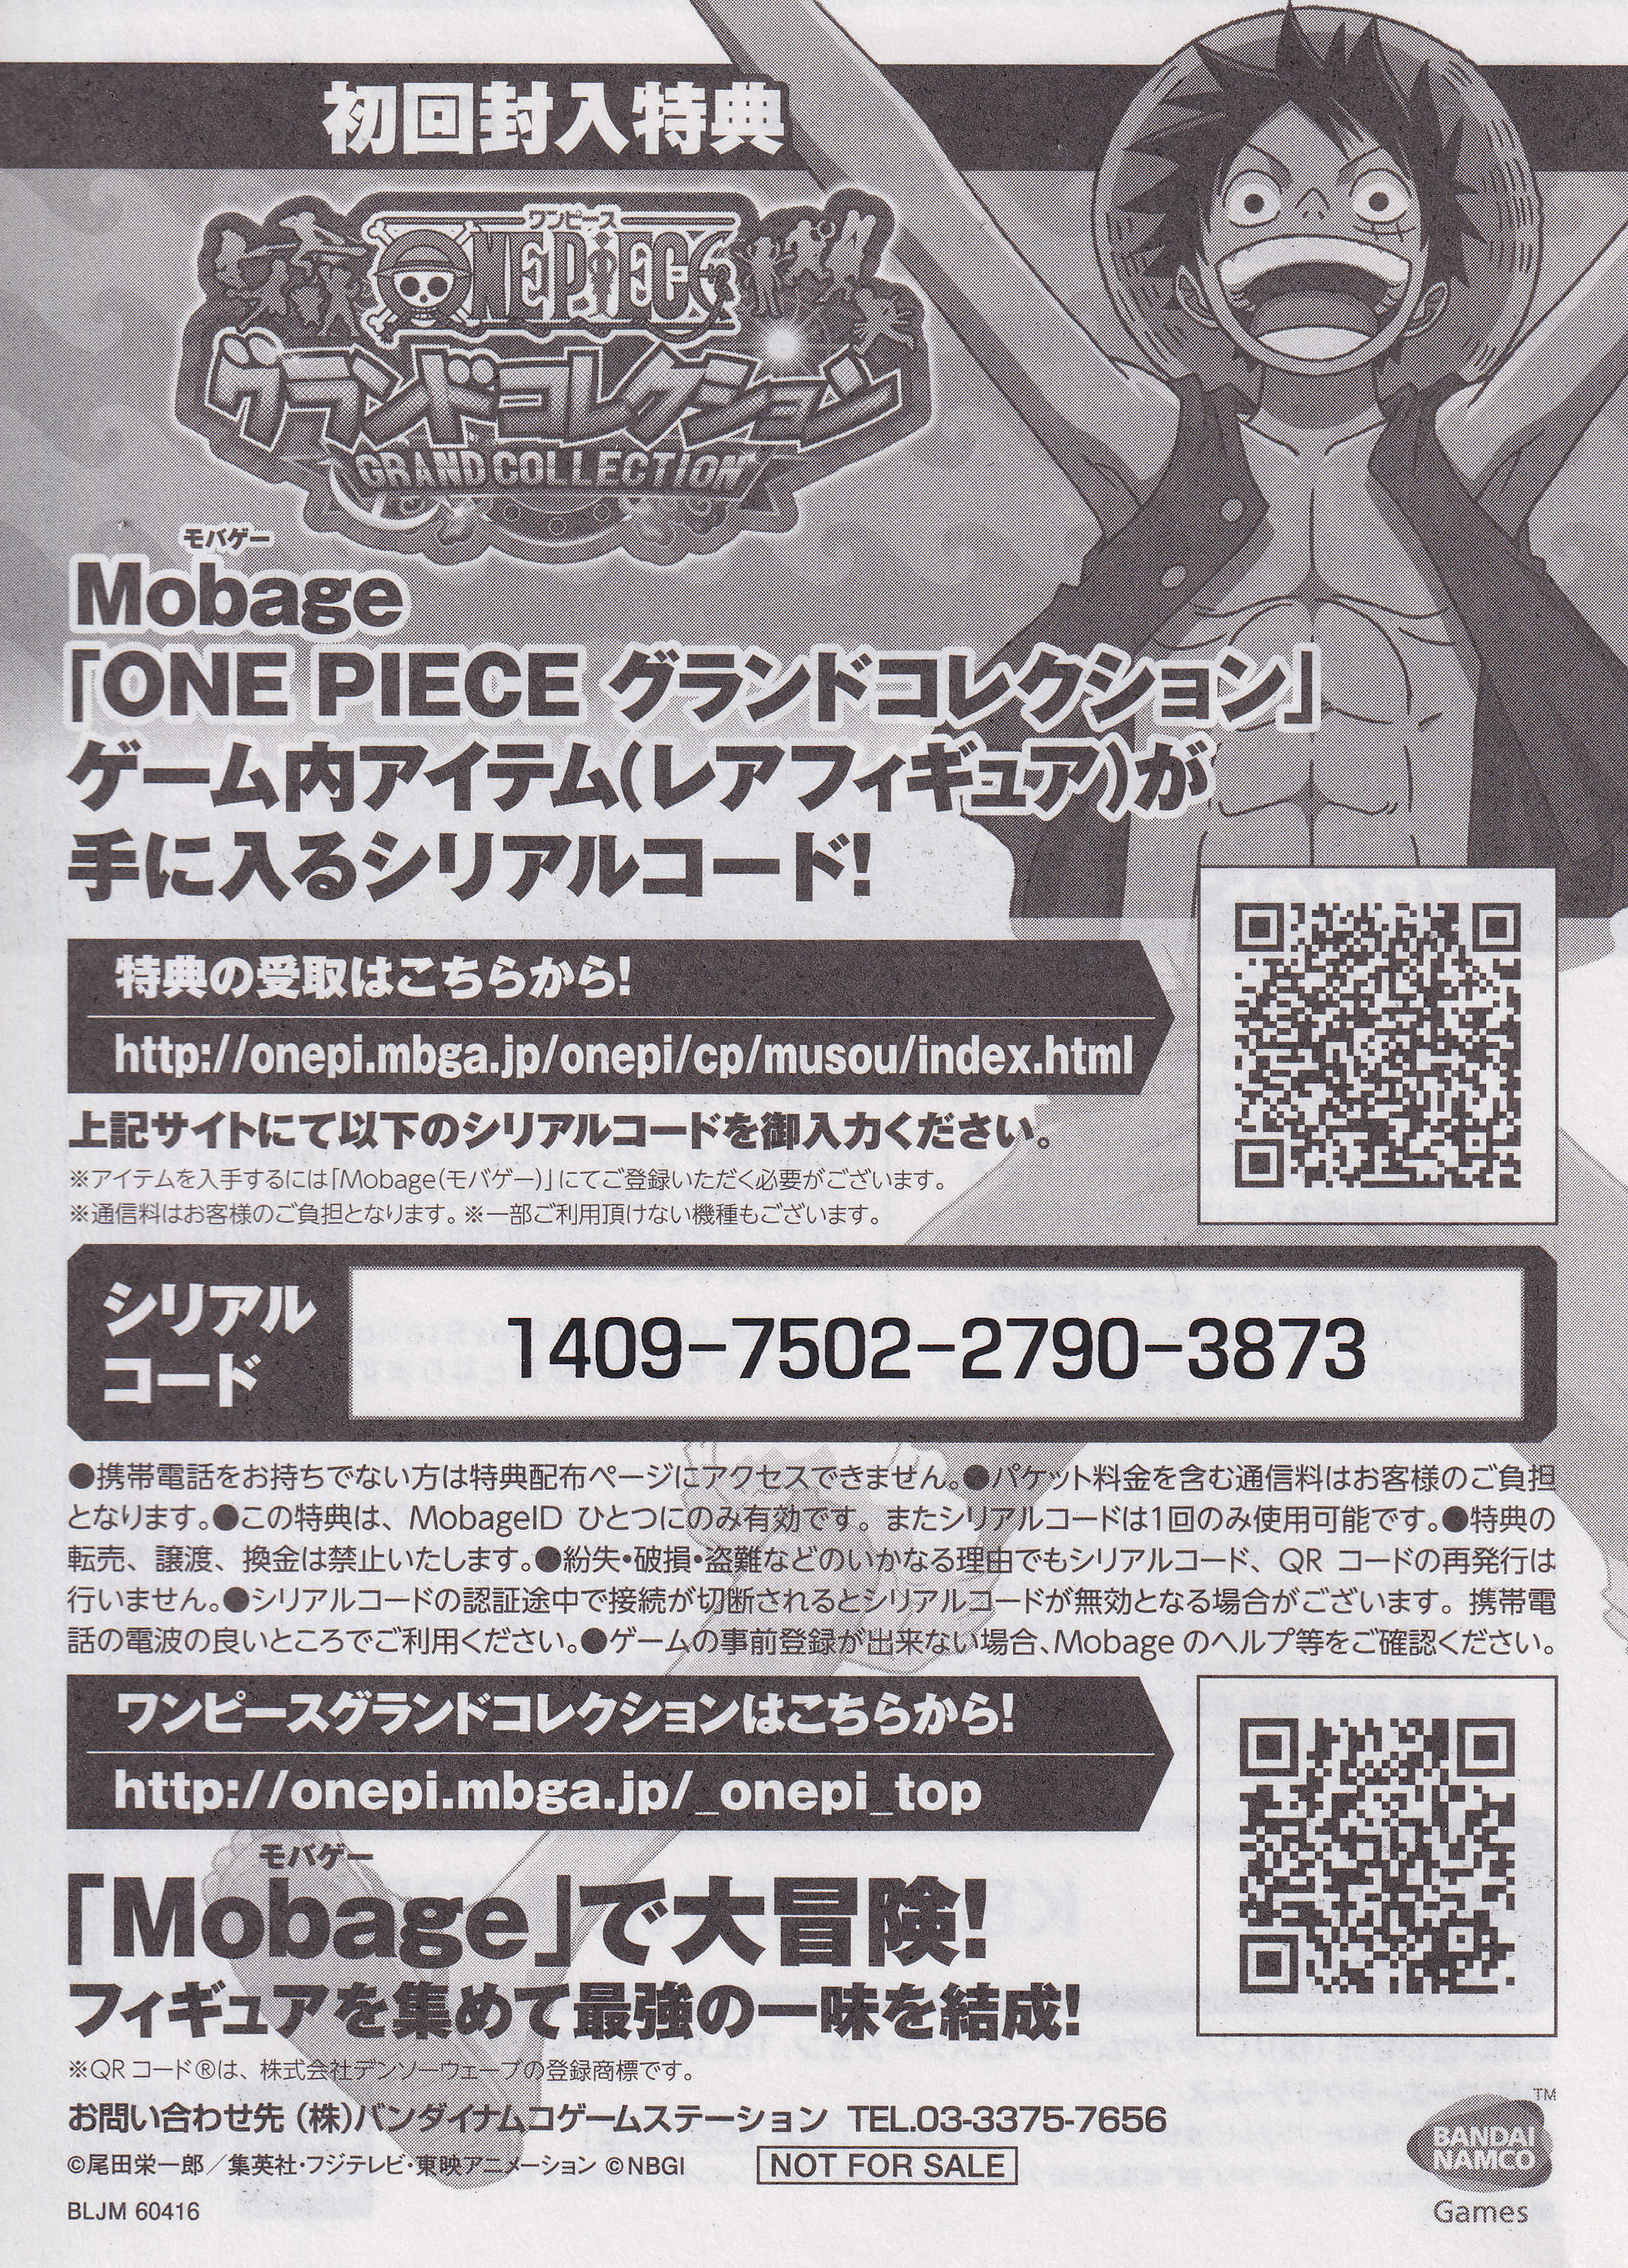 初回封入特典
ワンピース
ONE PIECE
グランドコレクション
GRAND COLLECTION
モバゲー
Mobage
「ONE PIECE グランドコレクション」
ゲーム内アイテム(レアフィギュア)が
手に入るシリアルコード!
特典の受取はこちらから!
http://onepi.mbga.jp/onepi/cp/musou/index.html
上記サイトにて以下のシリアルコードを御入力ください。
※アイテムを入手するには「Mobage(モバゲー)」にてご登録いただく必要がございます。
※通信料はお客様のご負担となります。※一部ご利用頂けない機種もございます。
シリアル
コード
1409-7502-2790-3873
●携帯電話をお持ちでない方は特典配布ページにアクセスできません。●パケット料金を含む通信料はお客様のご負担
となります。●この特典は、MobageID ひとつにのみ有効です。またシリアルコードは1回のみ使用可能です。●特典の
転売、譲渡、換金は禁止いたします。●紛失・破損・盗難などのいかなる理由でもシリアルコード、QR コードの再発行は
行いません。●シリアルコードの認証途中で接続が切断されるとシリアルコードが無効となる場合がございます。携帯電
話の電波の良いところでご利用ください。●ゲームの事前登録が出来ない場合、Mobage のヘルプ等をご確認ください。
ワンピースグランドコレクションはこちらから!
http://onepi.mbga.jp/_onepi_top
モバゲー
「Mobage」で大冒険!
フィギュアを集めて最強の一味を結成!
※QR コード®は、株式会社デンソーウェーブの登録商標です。
お問い合わせ先 (株)バンダイナムコゲームステーション TEL.03-3375-7656
©尾田栄一郎／集英社・フジテレビ・東映アニメーション ©NBGI
NOT FOR SALE
BLJM 60416
TM
BANDAI
NAMCO
Games